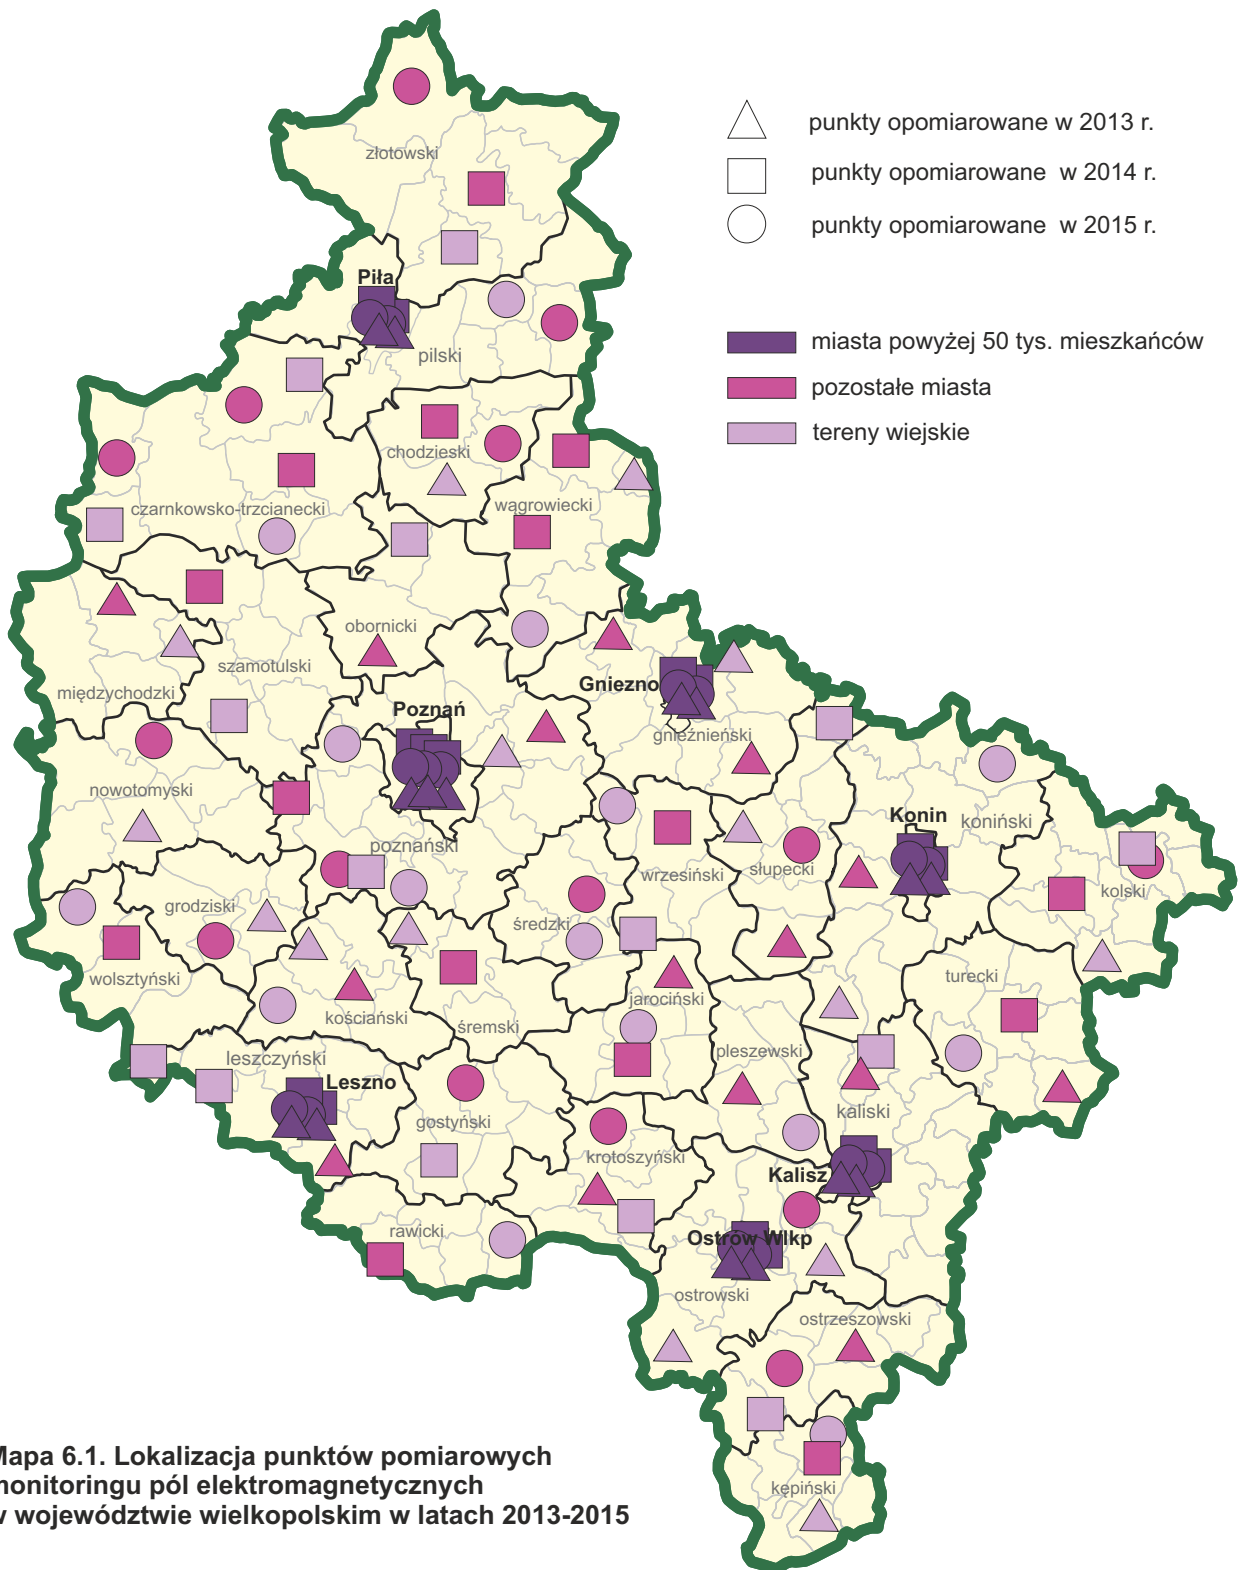 punkty opomiarowane w 2013 r.
punkty opomiarowane w 2014 r.
punkty opomiarowane w 2015 r.
miasta powyżej 50 tys. mieszkańców
pozostałe miasta
tereny wiejskie
złotowski
Piła
pilski
chodzieski
wągrowiecki
czarnkowsko-trzcianecki
obornicki
szamotulski
międzychodzki
Gniezno
Poznań
gnieźnieński
nowotomyski
Konin
koniński
poznański
wrzesiński
słupecki
kolski
grodziski
średzki
wolsztyński
turecki
jarociński
kościański
śremski
leszczyński
pleszewski
Leszno
gostyński
kaliski
krotoszyński
Kalisz
rawicki
Ostrów Wlkp
ostrowski
ostrzeszowski
kępiński
Mapa 6.1. Lokalizacja punktów pomiarowych
monitoringu pól elektromagnetycznych
w województwie wielkopolskim w latach 2013-2015